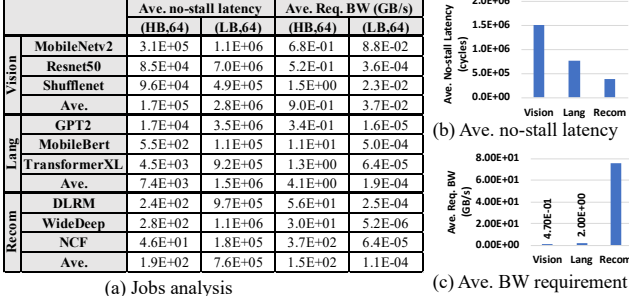 Ave. no-stall latency Ave. Req. BW (GB/s)
(HB,64) (LB,64) (HB,64) (LB,64)
Vision
MobileNetv2 3.1E+05 1.1E+06 6.8E-01 8.8E-02
Resnet50 8.5E+04 7.0E+06 5.2E-01 3.6E-04
Shufflenet 9.6E+04 4.9E+05 1.5E+00 2.3E-02
Ave. 1.7E+05 2.8E+06 9.0E-01 3.7E-02
Lang
GPT2 1.7E+04 3.5E+06 3.4E-01 1.6E-05
MobileBert 5.5E+02 1.1E+05 1.1E+01 5.0E-04
TransformerXL 4.5E+03 9.2E+05 1.3E+00 6.4E-05
Ave. 7.4E+03 1.5E+06 4.1E+00 1.9E-04
Recom
DLRM 2.4E+02 9.7E+05 5.6E+01 2.5E-04
WideDeep 2.8E+02 1.1E+06 3.0E+01 5.2E-06
NCF 4.6E+01 1.8E+05 3.7E+02 6.4E-05
Ave. 1.9E+02 7.6E+05 1.5E+02 1.1E-04
(a) Jobs analysis
Ave. No-stall Latency
(cycles)
2.0E+06
1.5E+06
1.0E+06
5.0E+05
0.0E+00
Vision Lang Recom
(b) Ave. no-stall latency
Ave. Req. BW
(GB/s)
8.00E+01
6.00E+01
4.00E+01
2.00E+01
0.00E+00
4.70E-01
2.00E+00
Vision Lang Recom
(c) Ave. BW requirement